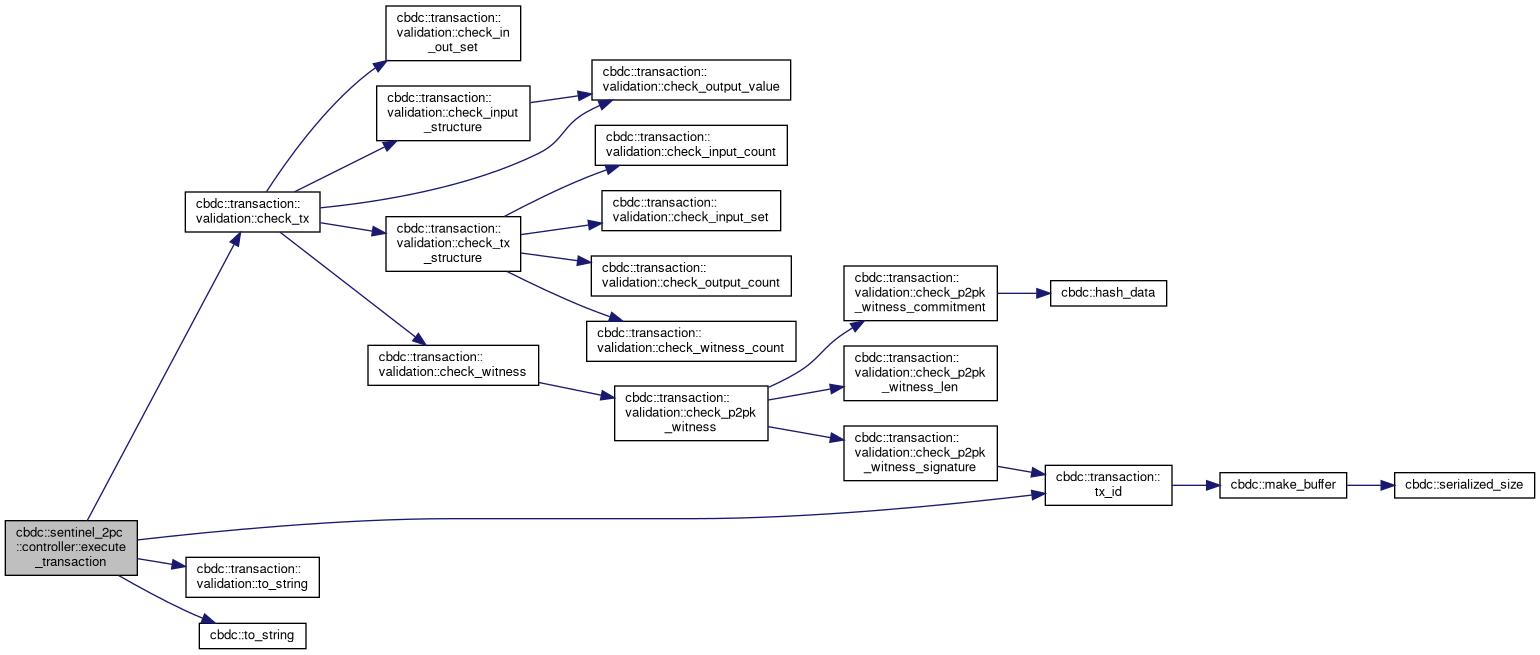 cbdc::transaction::
validation::check_in
_out_set
cbdc::transaction::
validation::check_output_value
cbdc::transaction::
validation::check_input
_structure
cbdc::transaction::
validation::check_input_count
cbdc::transaction::
validation::check_tx
cbdc::transaction::
validation::check_input_set
cbdc::transaction::
validation::check_tx
_structure
cbdc::transaction::
validation::check_output_count
cbdc::transaction::
validation::check_p2pk
_witness_commitment
cbdc::hash_data
cbdc::transaction::
validation::check_witness_count
cbdc::transaction::
validation::check_witness
cbdc::transaction::
validation::check_p2pk
_witness_len
cbdc::transaction::
validation::check_p2pk
_witness
cbdc::transaction::
validation::check_p2pk
_witness_signature
cbdc::transaction::
tx_id
cbdc::make_buffer
cbdc::serialized_size
cbdc::sentinel_2pc
::controller::execute
_transaction
cbdc::transaction::
validation::to_string
cbdc::to_string